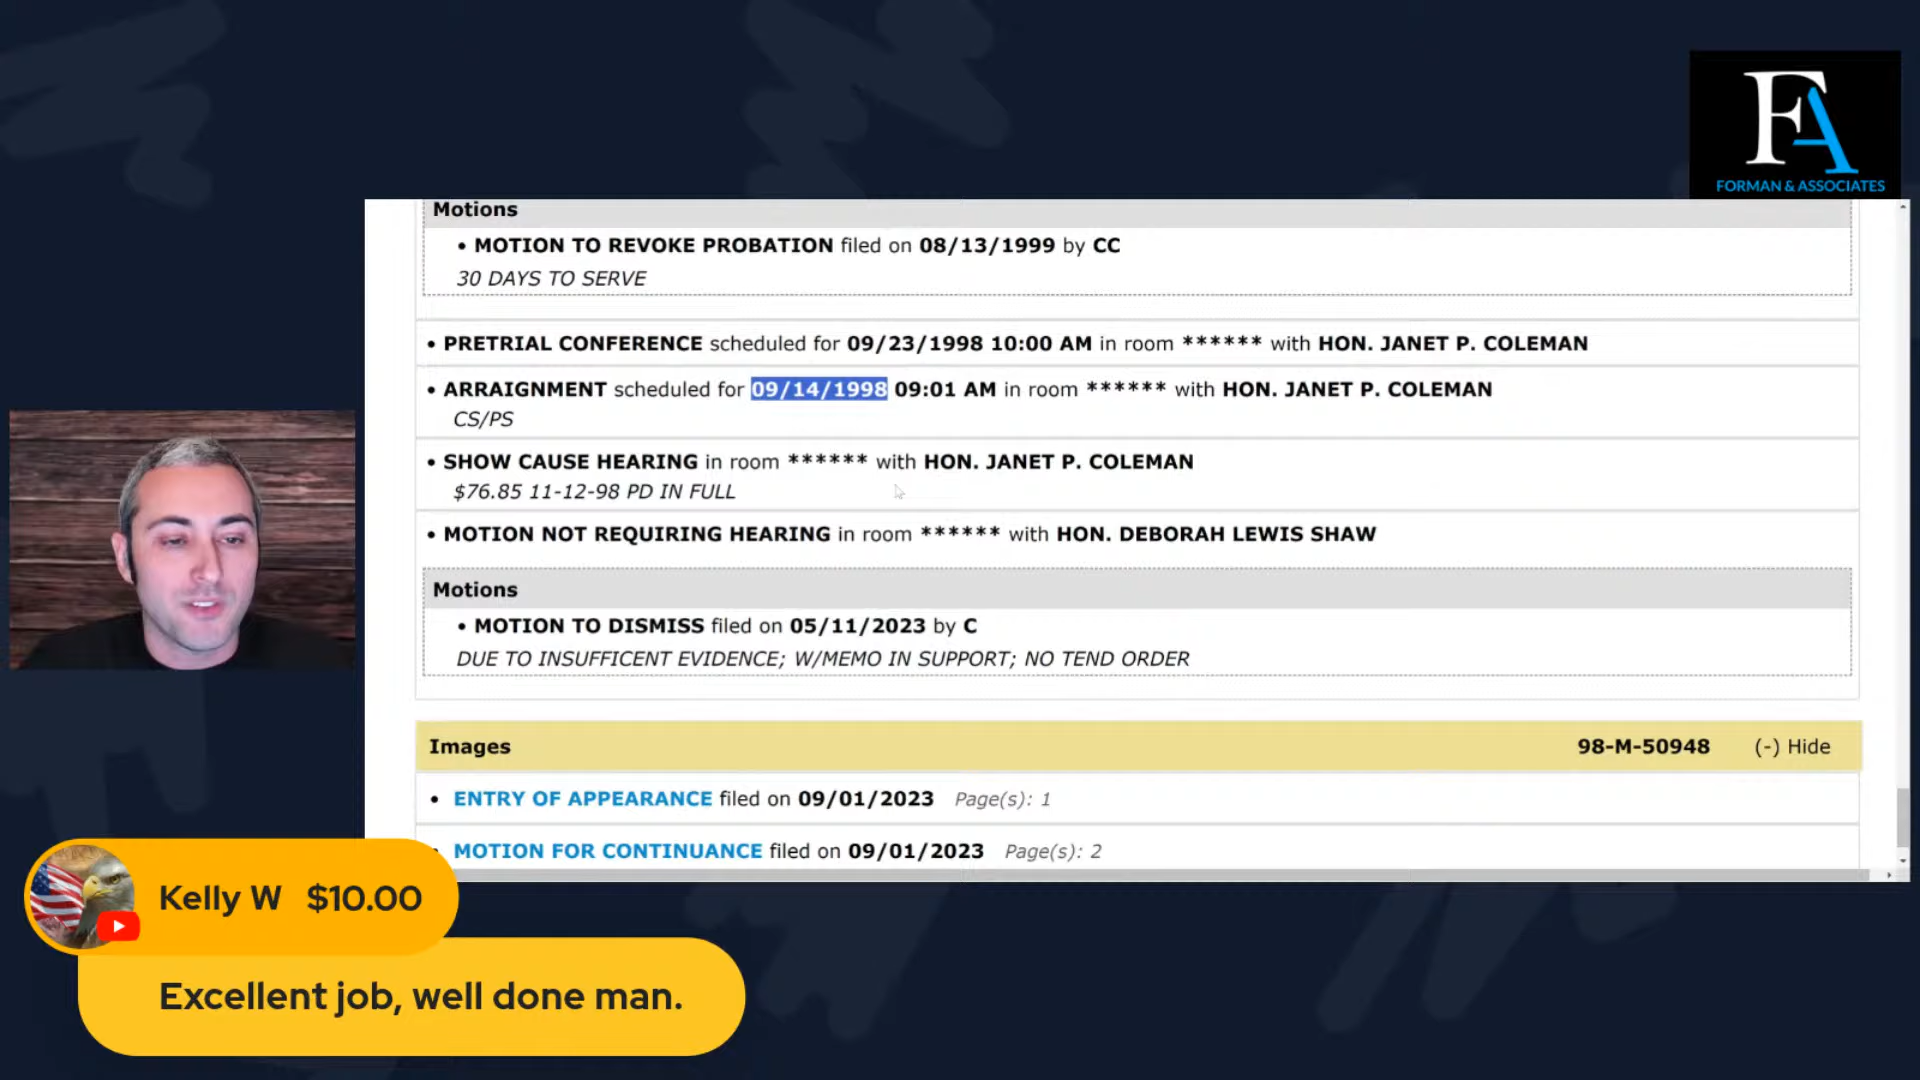 FA
FORMAN & ASSOCIATES
Motions
• MOTION TO REVOKE PROBATION filed on 08/13/1999 by CC
30 DAYS TO SERVE
• PRETRIAL CONFERENCE scheduled for 09/23/1998 10:00 AM in room ****** with HON. JANET P. COLEMAN
• ARRAIGNMENT scheduled for 09/14/1998 09:01 AM in room ****** with HON. JANET P. COLEMAN
CS/PS
• SHOW CAUSE HEARING in room ****** with HON. JANET P. COLEMAN
$76.85 11-12-98 PD IN FULL
• MOTION NOT REQUIRING HEARING in room ****** with HON. DEBORAH LEWIS SHAW
Motions
• MOTION TO DISMISS filed on 05/11/2023 by C
DUE TO INSUFFICENT EVIDENCE; W/MEMO IN SUPPORT; NO TEND ORDER
Images 98-M-50948 (-) Hide
• ENTRY OF APPEARANCE filed on 09/01/2023 Page(s): 1
• MOTION FOR CONTINUANCE filed on 09/01/2023 Page(s): 2
Kelly W $10.00
Excellent job, well done man.